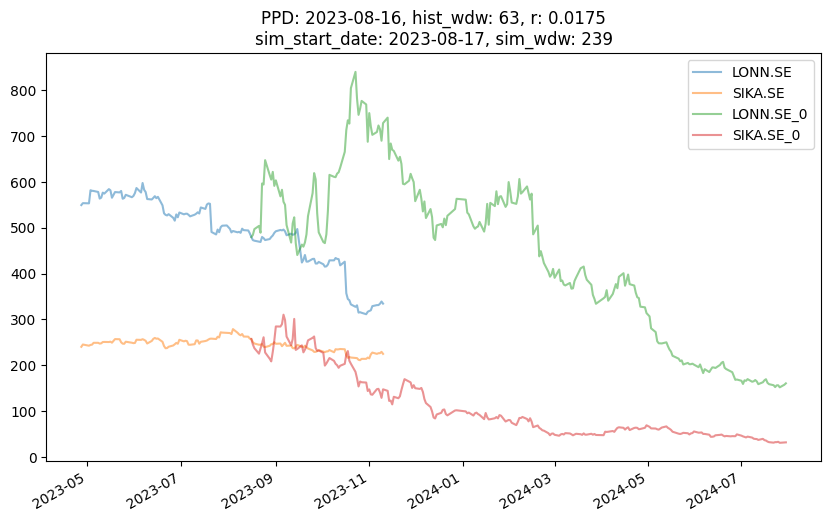 PPD: 2023-08-16, hist_wdw: 63, r: 0.0175
sim_start_date: 2023-08-17, sim_wdw: 239
LONN.SE
SIKA.SE
LONN.SE_0
SIKA.SE_0
800
700
600
500
400
300
200
100
0
2023-05
2023-07
2023-09
2023-11
2024-01
2024-03
2024-05
2024-07